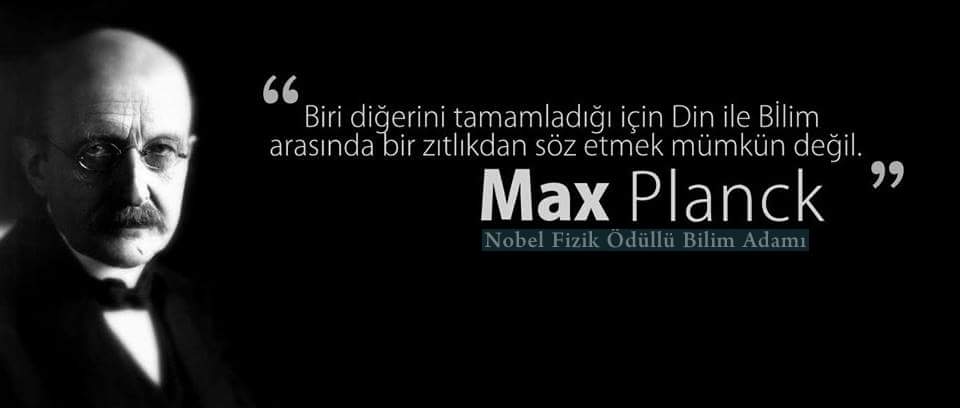 “ Biri diğerini tamamladığı için Din ile Bİlim
arasında bir zıtlıkdan söz etmek mümkün değil. ”
Max Planck
Nobel Fizik Ödüllü Bilim Adamı